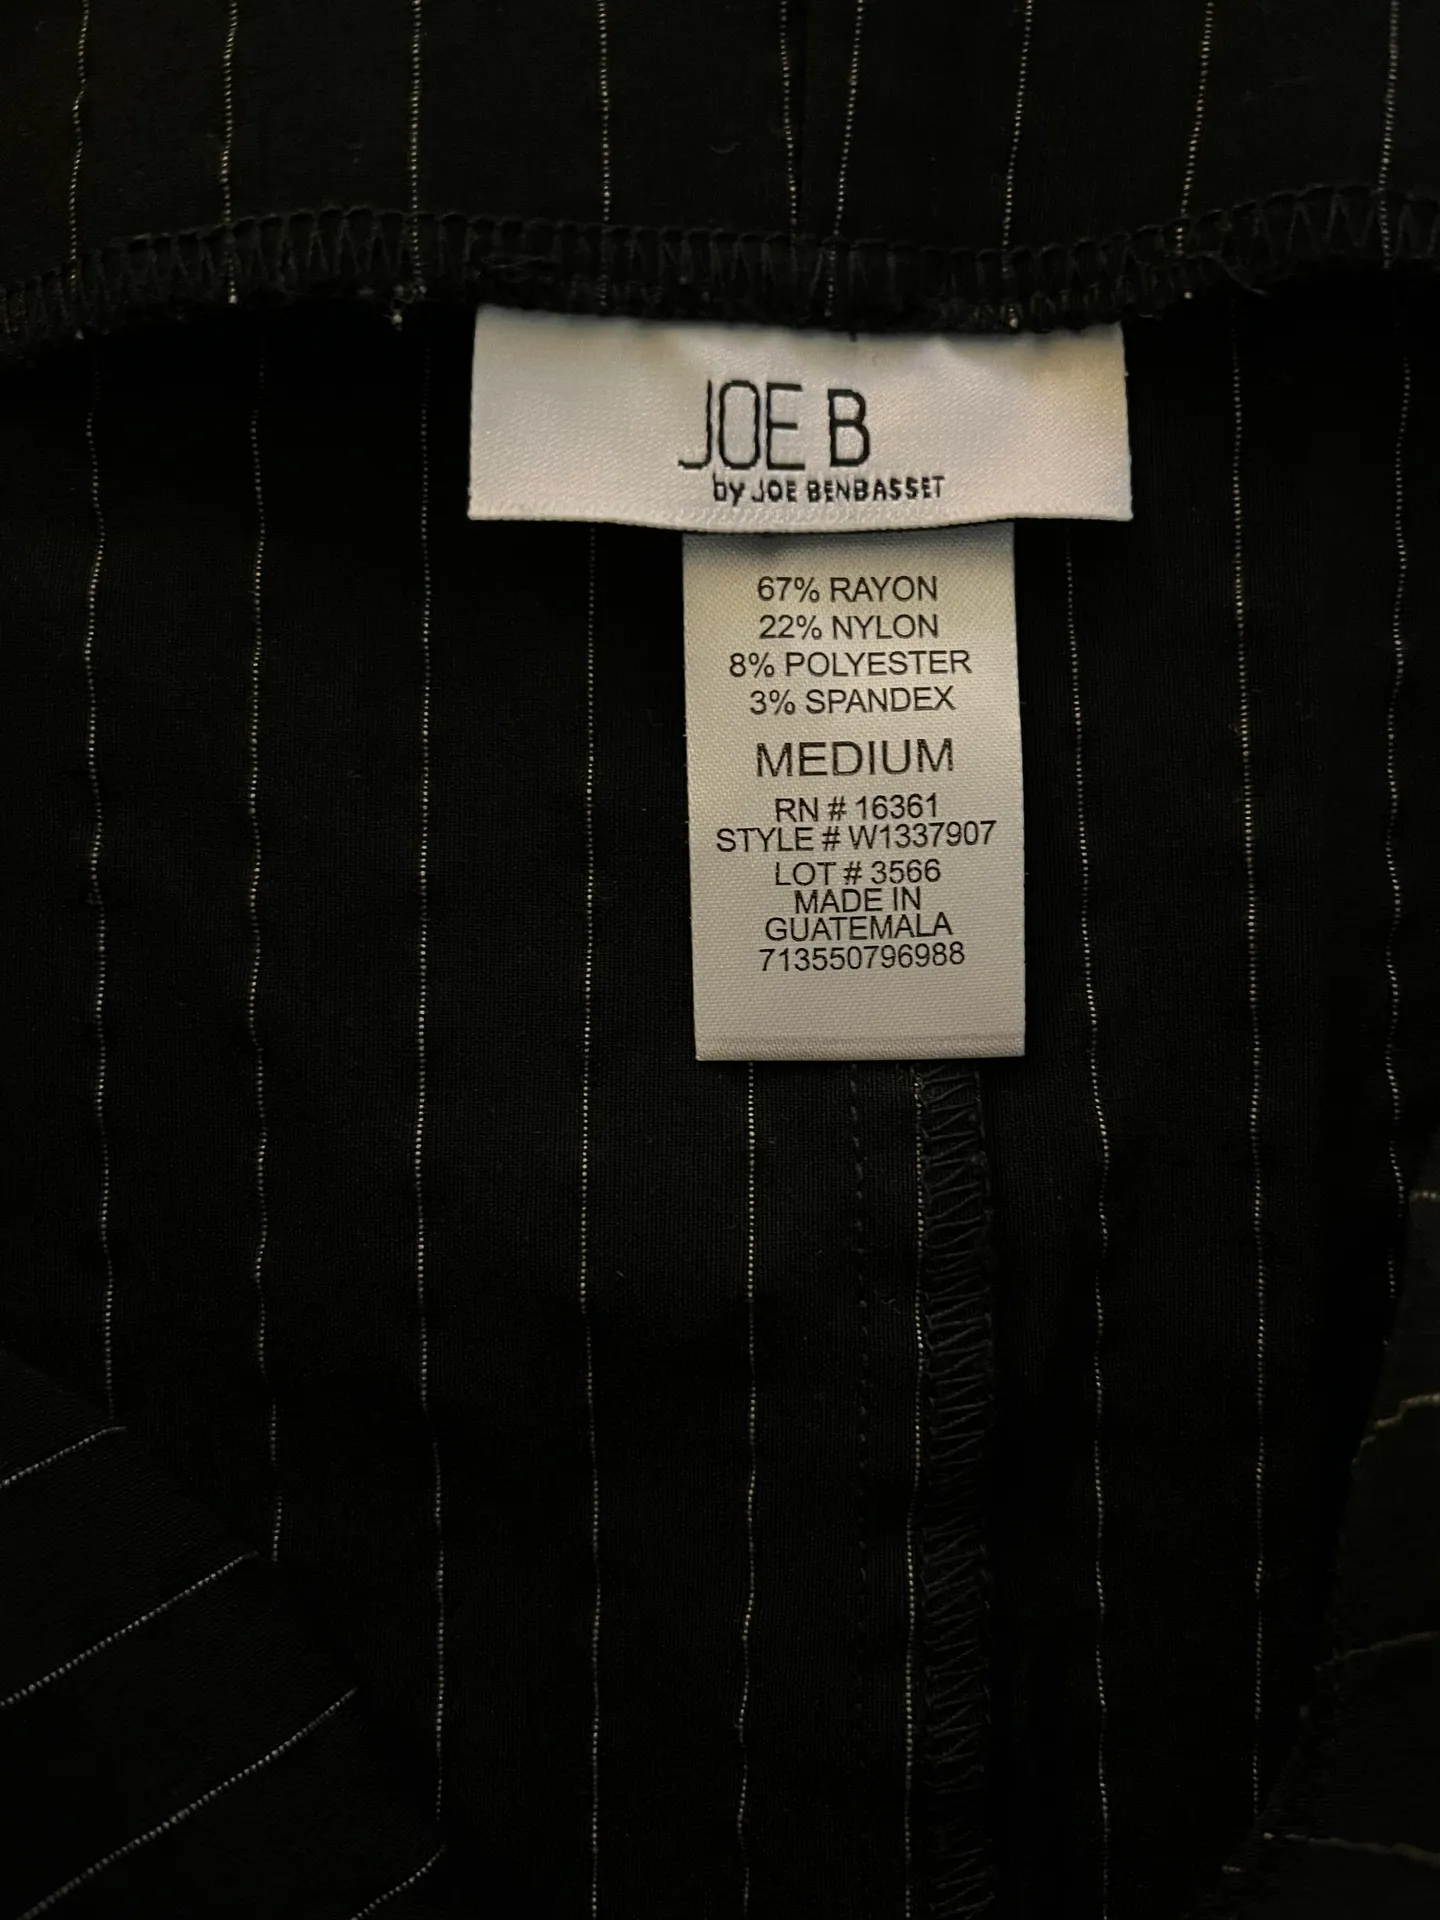 JOE B
by JOE BENBASSET
67% RAYON
22% NYLON
8% POLYESTER
3% SPANDEX
MEDIUM
RN # 16361
STYLE # W1337907
LOT # 3566
MADE IN
GUATEMALA
713550796988